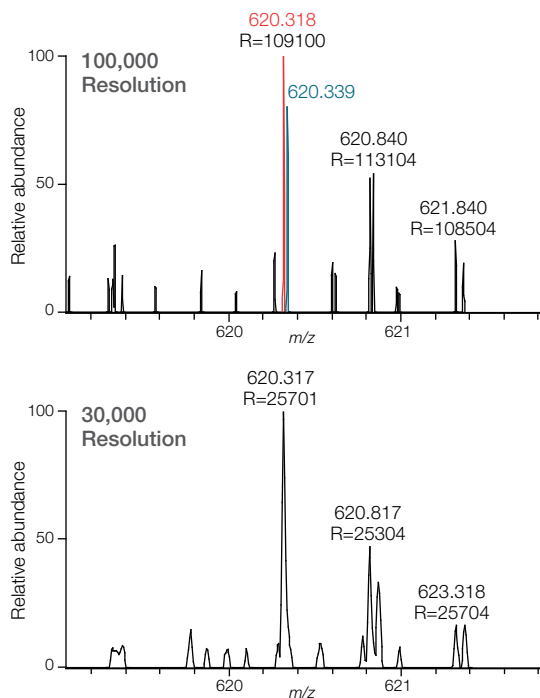 620.318
R=109100
100
100,000
Resolution
620.339
620.840
R=113104
50
621.840
R=108504
0
Relative abundance
620
621
m/z
620.317
R=25701
100
30,000
Resolution
620.817
R=25304
50
623.318
R=25704
0
Relative abundance
620
621
m/z